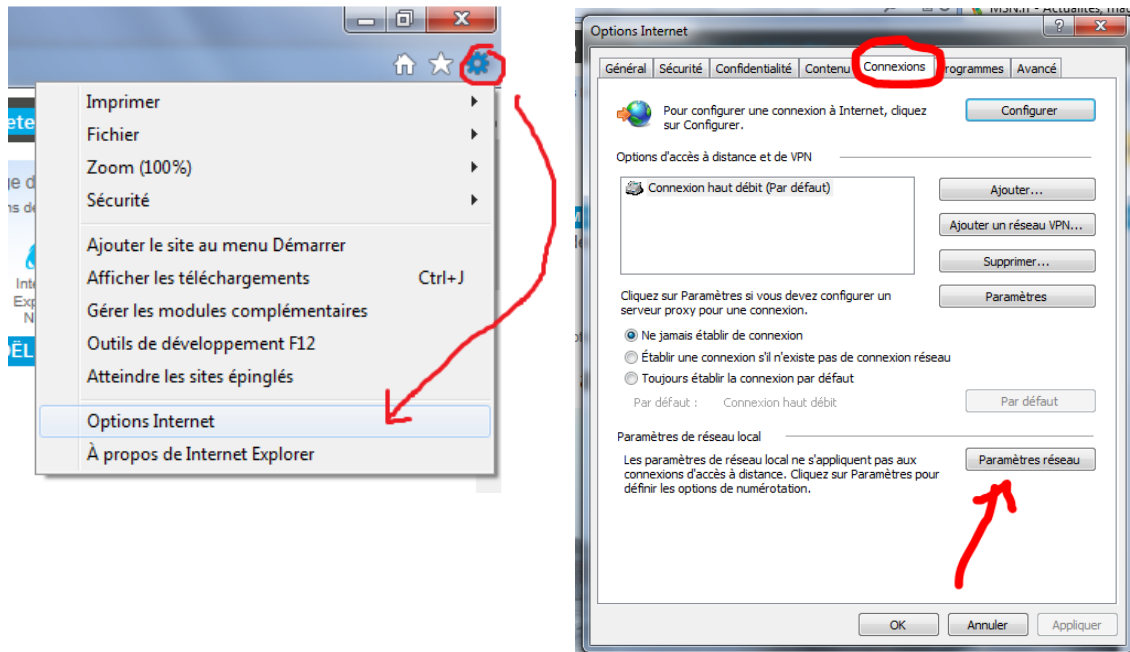 Imprimer
Fichier
Zoom (100%)
Sécurité
Ajouter le site au menu Démarrer
Afficher les téléchargements Ctrl+J
Gérer les modules complémentaires
Outils de développement F12
Atteindre les sites épinglés
Options Internet
À propos de Internet Explorer
MSN.fr - Actualités,
Options Internet
Général Sécurité Confidentialité Contenu Connexions rogrammes Avancé
Pour configurer une connexion à Internet, cliquez
sur Configurer.
Configurer
Options d'accès à distance et de VPN
Connexion haut débit (Par défaut)
Ajouter...
Ajouter un réseau VPN...
Supprimer...
Cliquez sur Paramètres si vous devez configurer un
serveur proxy pour une connexion.
Paramètres
Ne jamais établir de connexion
Établir une connexion s'il n'existe pas de connexion réseau
Toujours établir la connexion par défaut
Par défaut : Connexion haut débit
Par défaut
Paramètres de réseau local
Les paramètres de réseau local ne s'appliquent pas aux
connexions d'accès à distance. Cliquez sur Paramètres pour
définir les options de numérotation.
Paramètres réseau
OK Annuler Appliquer